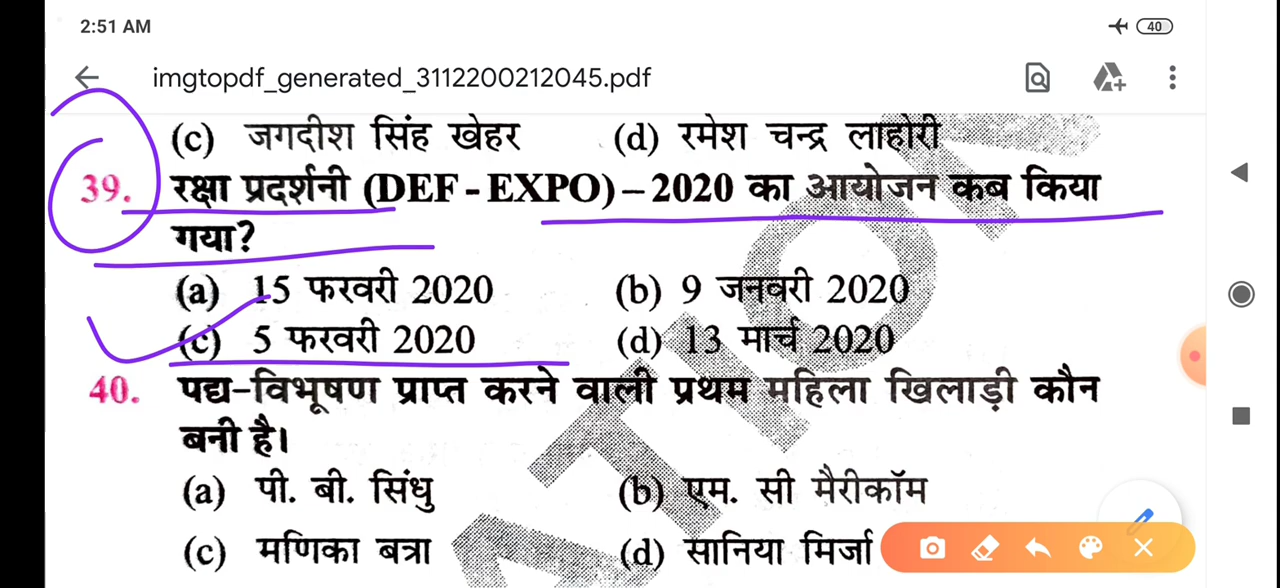 2:51 AM
40
imgtopdf_generated_3112200212045.pdf
(c) जगदीश सिंह खेहर (d) रमेश चन्द्र लाहोरी
39. रक्षा प्रदर्शनी (DEF - EXPO) – 2020 का आयोजन कब किया
गया?
(a) 15 फरवरी 2020 (b) 9 जनवरी 2020
(c) 5 फरवरी 2020 (d) 13 मार्च 2020
40. पद्य-विभूषण प्राप्त करने वाली प्रथम महिला खिलाड़ी कौन
बनी है।
(a) पी. बी. सिंधु (b) एम. सी मैरीकॉम
(c) मणिका बत्रा (d) सानिया मिर्जा